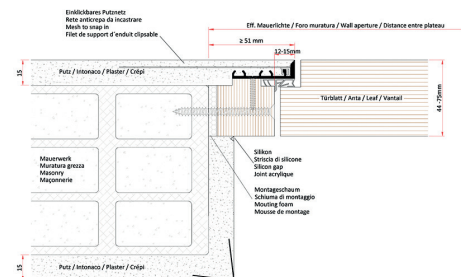 Einklickbares Putznetz
Rete anticrepa da incastrare
Mesh to snap in
Filet de support d´enduit clipsable
Eff. Mauerlichte / Foro muratura / Wall aperture / Distance entre plateau
≥ 51 mm
12-15mm
15
Putz / Intonaco / Plaster / Crépi
Türblatt / Anta / Leaf / Vantail
44 -75mm
Mauerwerk
Muratura grezza
Masonry
Maçonnerie
Silikon
Striscia di silicone
Silicon gap
Joint acrylique
Montageschaum
Schiuma di montaggio
Mouting foam
Mousse de montage
15
Putz / Intonaco / Plaster / Crépi